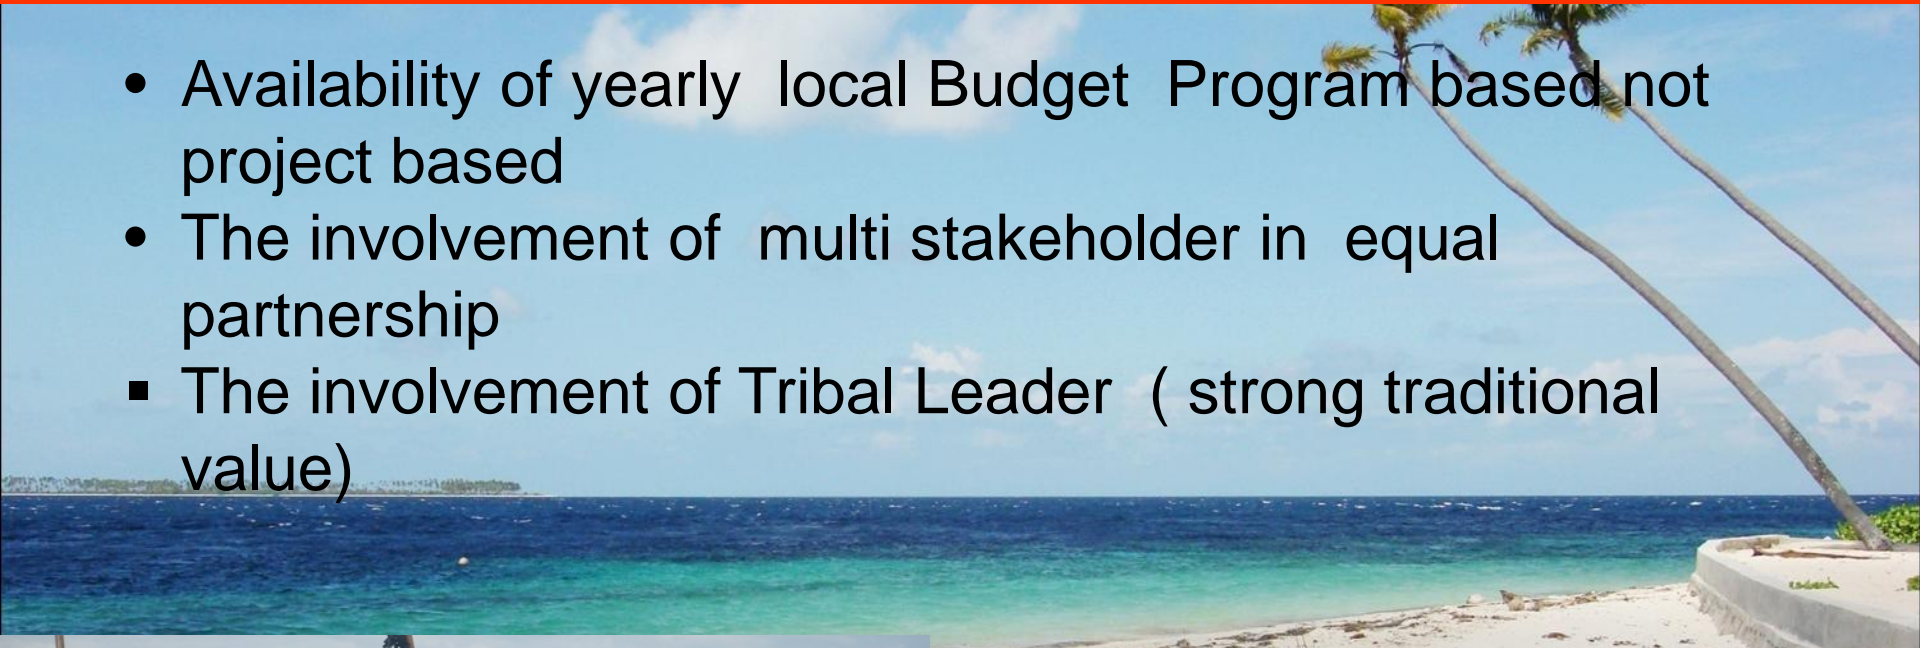 • Availability of yearly  local Budget  Program based not
project based
• The involvement of  multi stakeholder in  equal
partnership
▪ The involvement of Tribal Leader  ( strong traditional
value)